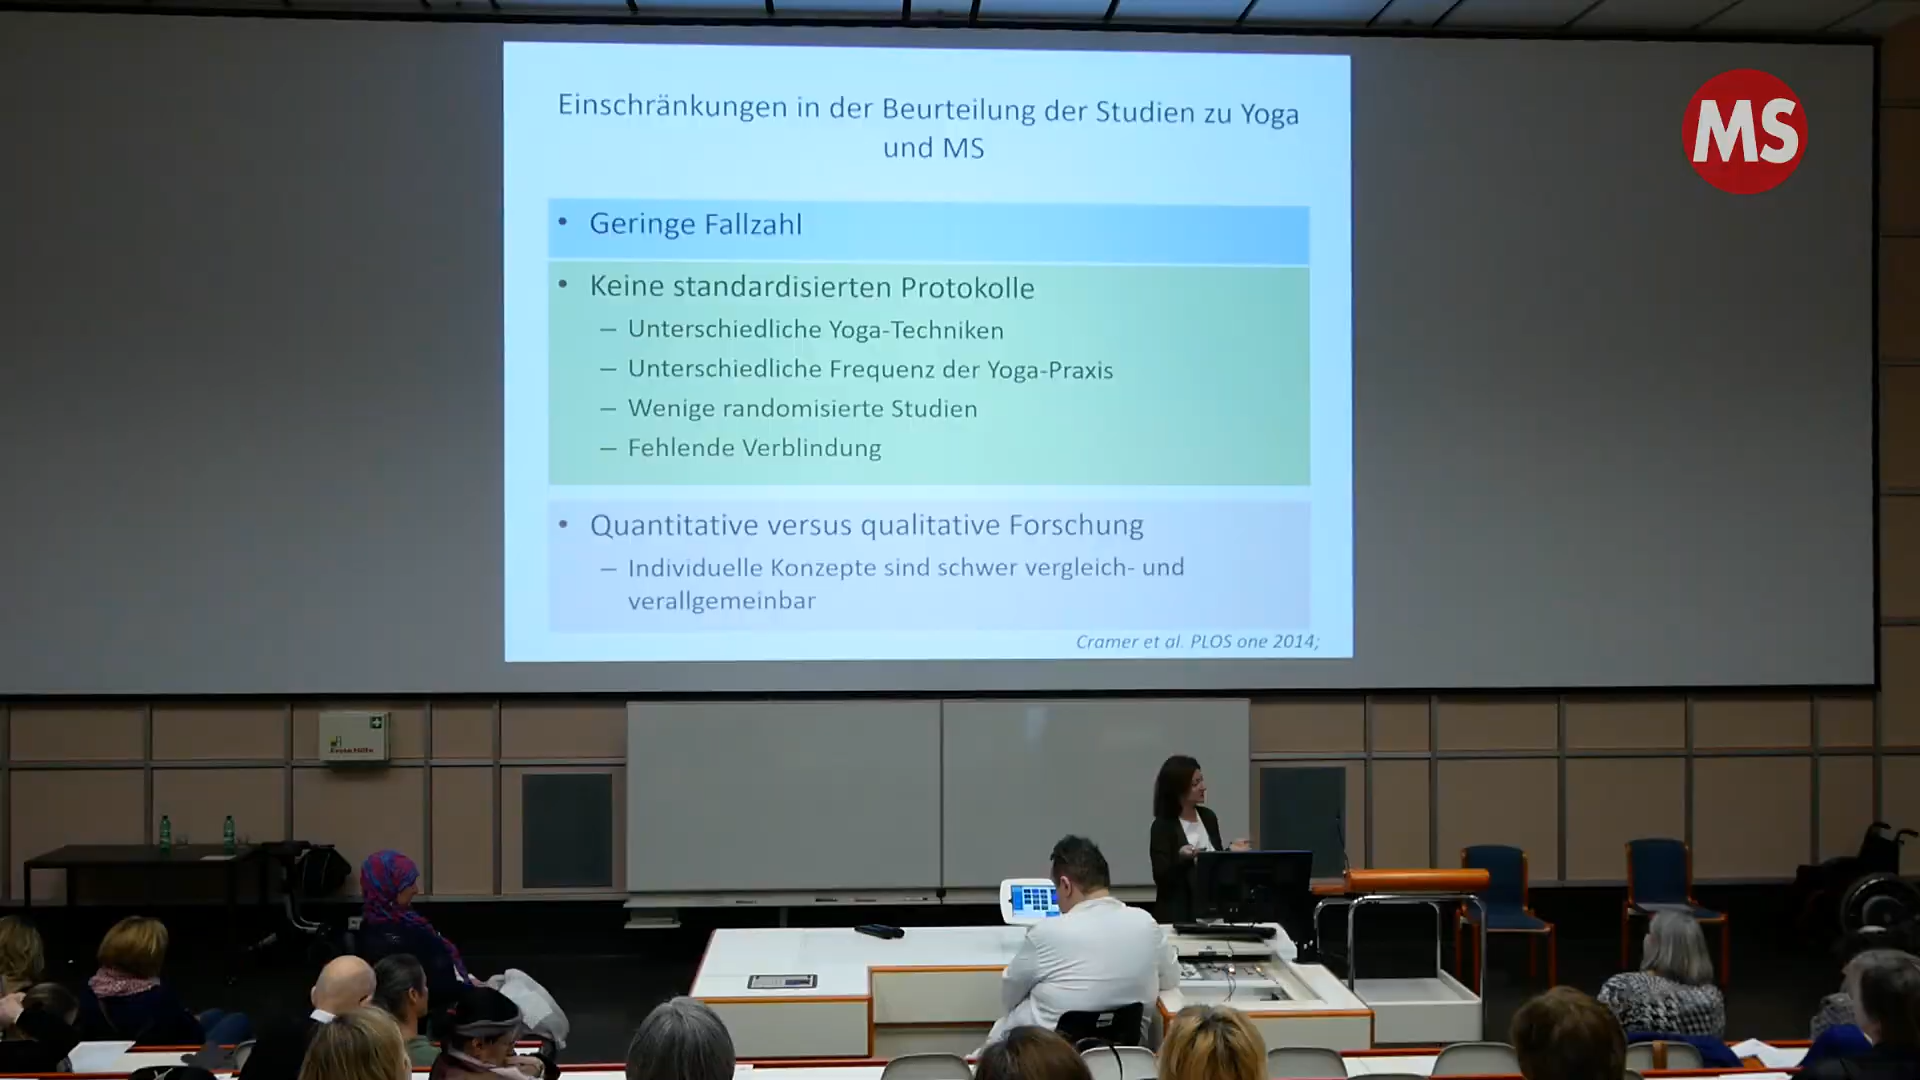 Einschränkungen in der Beurteilung der Studien zu Yoga
und MS
• Geringe Fallzahl
• Keine standardisierten Protokolle
– Unterschiedliche Yoga-Techniken
– Unterschiedliche Frequenz der Yoga-Praxis
– Wenige randomisierte Studien
– Fehlende Verblindung
• Quantitative versus qualitative Forschung
– Individuelle Konzepte sind schwer vergleich- und
verallgemeinbar
Cramer et al. PLOS one 2014;
MS
Erste Hilfe